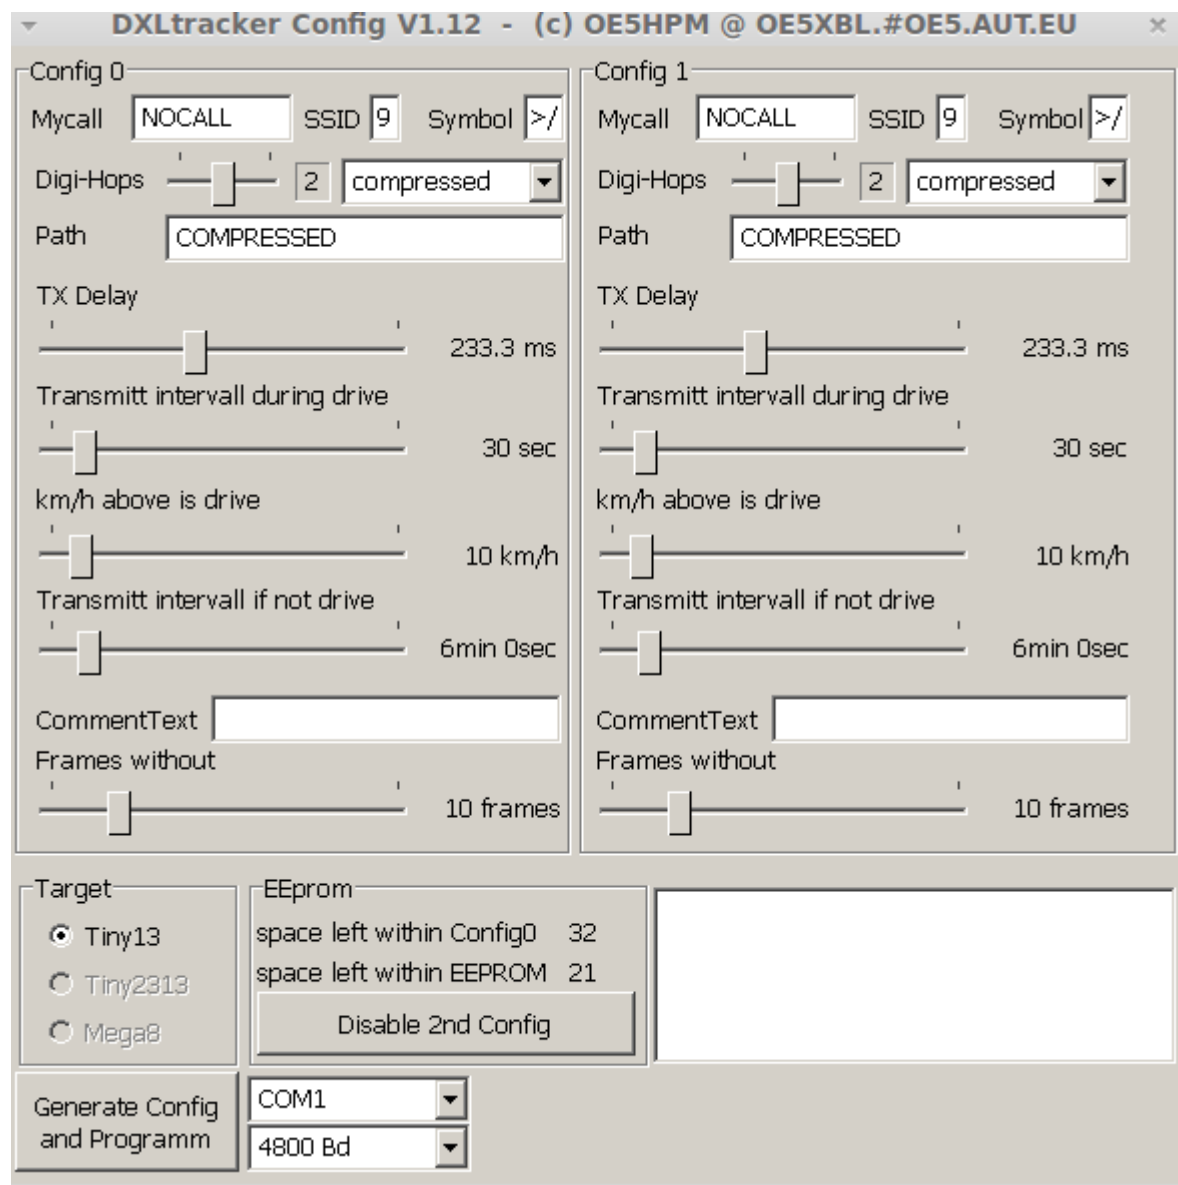 DXLtracker Config V1.12 - (c) OE5HPM @ OE5XBL.#OE5.AUT.EU
Config 0
Mycall NOCALL SSID 9 Symbol >/
Digi-Hops 2 compressed
Path COMPRESSED
TX Delay
233.3 ms
Transmitt intervall during drive
30 sec
km/h above is drive
10 km/h
Transmitt intervall if not drive
6min 0sec
CommentText
Frames without
10 frames
Config 1
Mycall NOCALL SSID 9 Symbol >/
Digi-Hops 2 compressed
Path COMPRESSED
TX Delay
233.3 ms
Transmitt intervall during drive
30 sec
km/h above is drive
10 km/h
Transmitt intervall if not drive
6min 0sec
CommentText
Frames without
10 frames
Target
Tiny13
Tiny2313
Mega8
EEprom
space left within Config0 32
space left within EEPROM 21
Disable 2nd Config
Generate Config
and Programm
COM1
4800 Bd